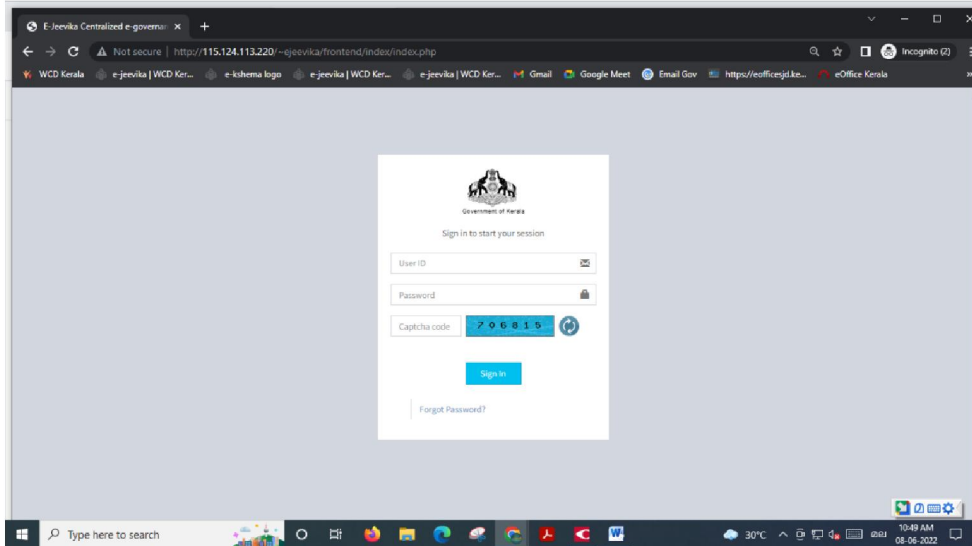 E-Jeevika Centralized e-governan
Not secure | http://115.124.113.220/~ejeevika/frontend/index/index.php
Incognito (2)
WCD Kerala e-jeevika | WCD Ker... e-kshema logo e-jeevika | WCD Ker... e-jeevika | WCD Ker... Gmail Google Meet Email Gov https://eofficesjd.ke... eOffice Kerala
Government of Kerala
Sign in to start your session
User ID
Password
Captcha code 706815
Sign In
Forgot Password?
Type here to search
30°C
10:49 AM
08-06-2022